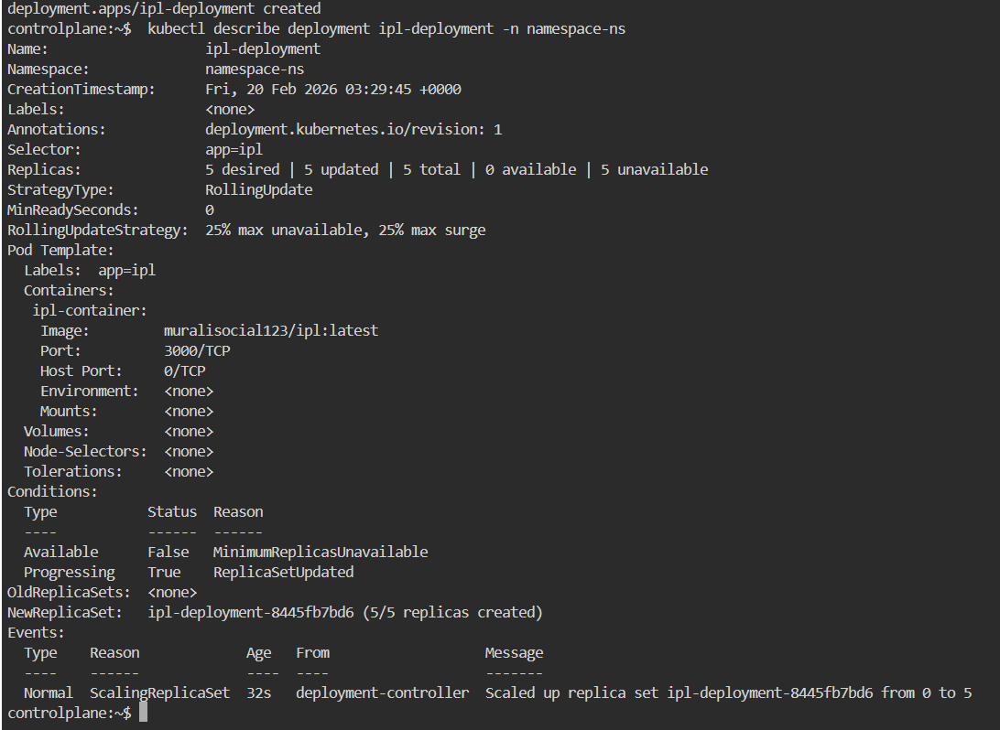 deployment.apps/ipl-deployment created
controlplane:~$  kubectl describe deployment ipl-deployment -n namespace-ns
Name:                   ipl-deployment
Namespace:              namespace-ns
CreationTimestamp:      Fri, 20 Feb 2026 03:29:45 +0000
Labels:                 <none>
Annotations:            deployment.kubernetes.io/revision: 1
Selector:               app=ipl
Replicas:               5 desired | 5 updated | 5 total | 0 available | 5 unavailable
StrategyType:           RollingUpdate
MinReadySeconds:        0
RollingUpdateStrategy:  25% max unavailable, 25% max surge
Pod Template:
  Labels:  app=ipl
  Containers:
   ipl-container:
    Image:         muralisocial123/ipl:latest
    Port:          3000/TCP
    Host Port:     0/TCP
    Environment:   <none>
    Mounts:        <none>
  Volumes:         <none>
  Node-Selectors:  <none>
  Tolerations:     <none>
Conditions:
  Type           Status  Reason
  ----           ------  ------
  Available      False   MinimumReplicasUnavailable
  Progressing    True    ReplicaSetUpdated
OldReplicaSets:  <none>
NewReplicaSet:   ipl-deployment-8445fb7bd6 (5/5 replicas created)
Events:
  Type    Reason             Age   From                   Message
  ----    ------             ----  ----                   -------
  Normal  ScalingReplicaSet  32s   deployment-controller  Scaled up replica set ipl-deployment-8445fb7bd6 from 0 to 5
controlplane:~$